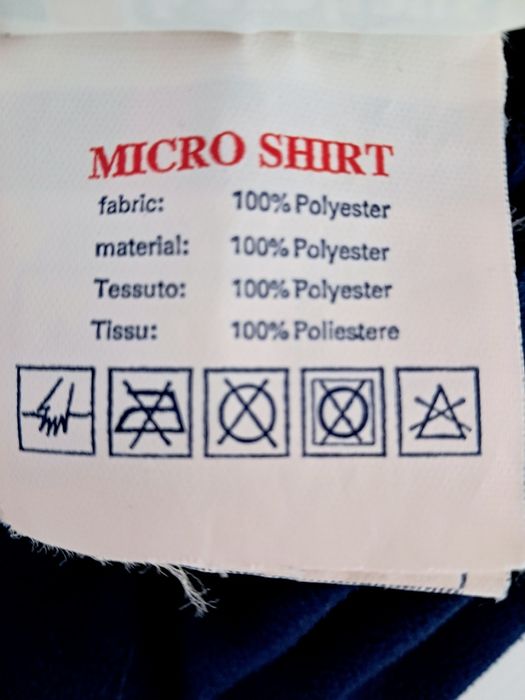 MICRO SHIRT
fabric: 100% Polyester
material: 100% Polyester
Tessuto: 100% Polyester
Tissu: 100% Poliestere